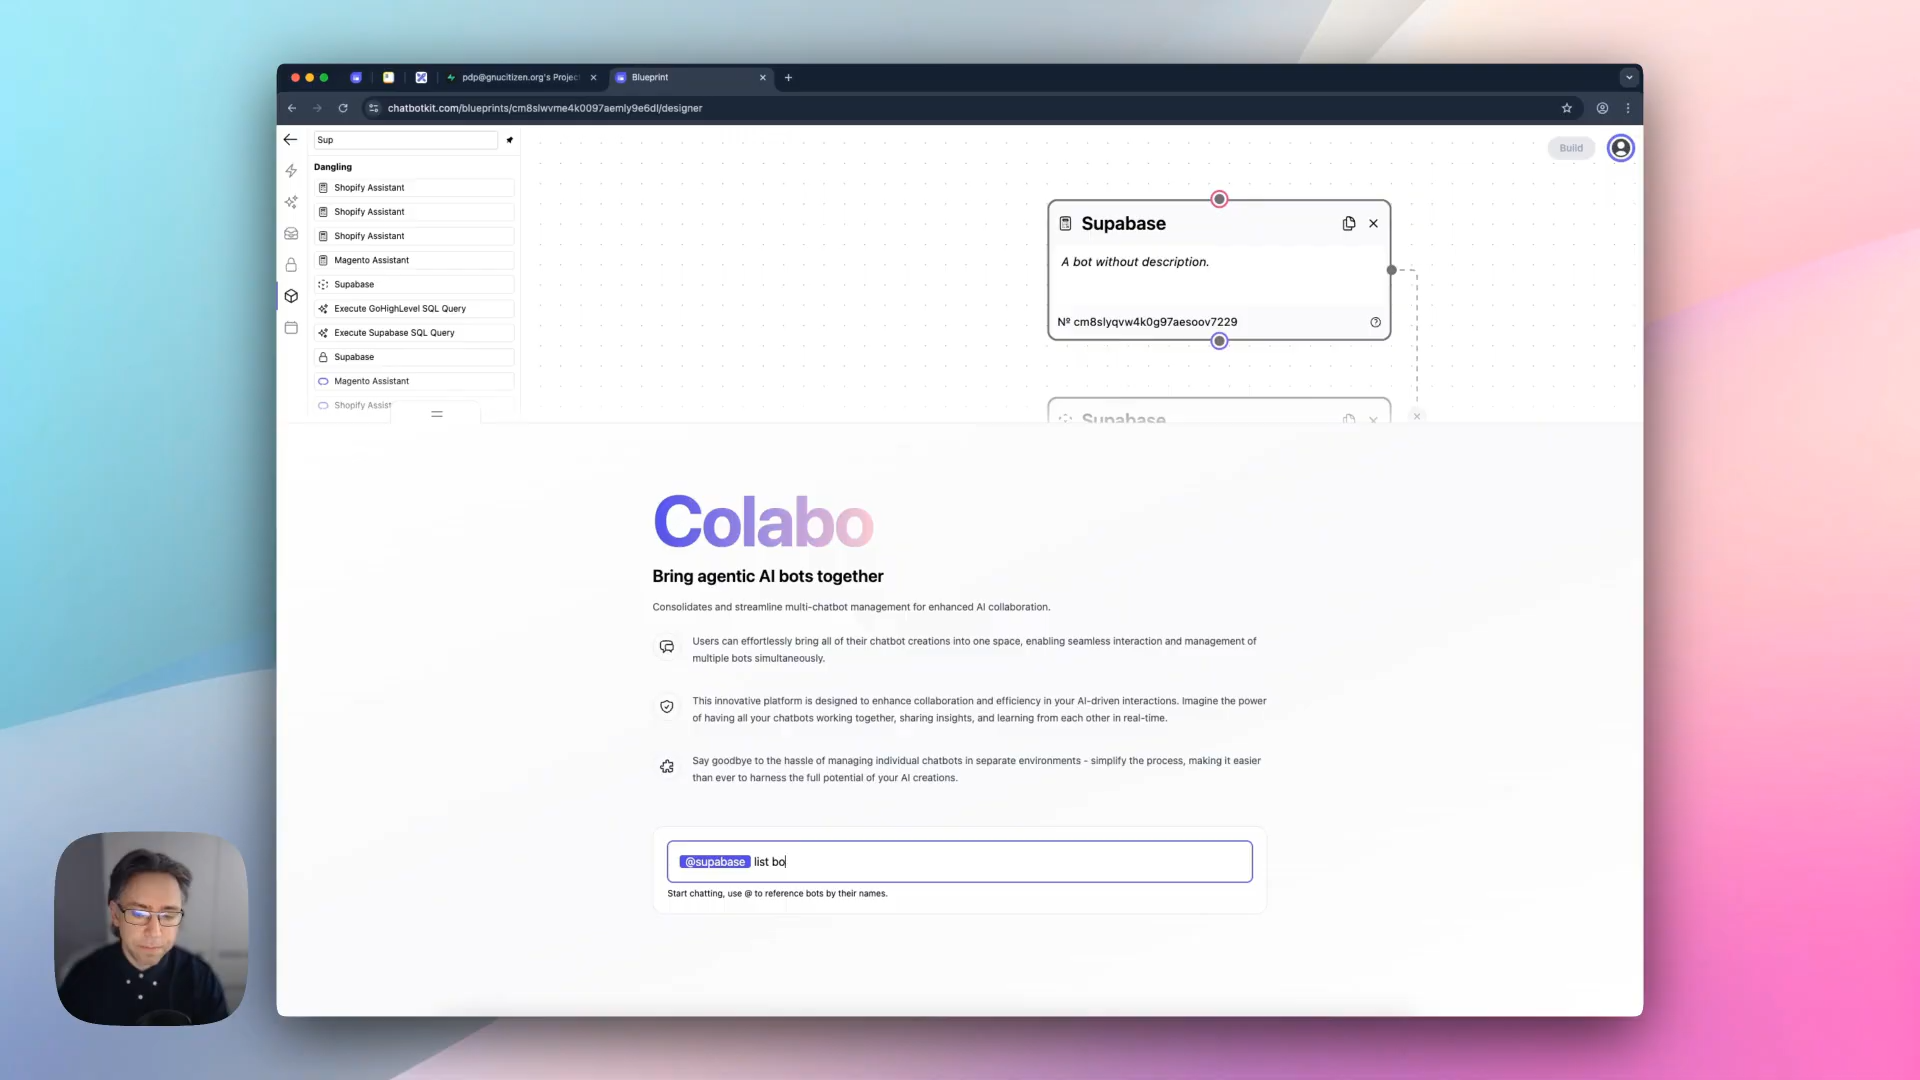 pdp@gnucitizen.org's Projec
Blueprint
chatbotkit.com/blueprints/cm8slwvme4k0097aemly9e6dl/designer
Sup
Build
Dangling
Shopify Assistant
Shopify Assistant
Shopify Assistant
Magento Assistant
Supabase
Execute GoHighLevel SQL Query
Execute Supabase SQL Query
Supabase
Magento Assistant
Shopify Assist
Supabase
A bot without description.
Nº cm8slyqvw4k0g97aesoov7229
Supabase
Colabo
Bring agentic AI bots together
Consolidates and streamline multi-chatbot management for enhanced AI collaboration.
Users can effortlessly bring all of their chatbot creations into one space, enabling seamless interaction and management of
multiple bots simultaneously.
This innovative platform is designed to enhance collaboration and efficiency in your AI-driven interactions. Imagine the power
of having all your chatbots working together, sharing insights, and learning from each other in real-time.
Say goodbye to the hassle of managing individual chatbots in separate environments - simplify the process, making it easier
than ever to harness the full potential of your AI creations.
@supabase list bo
Start chatting, use @ to reference bots by their names.